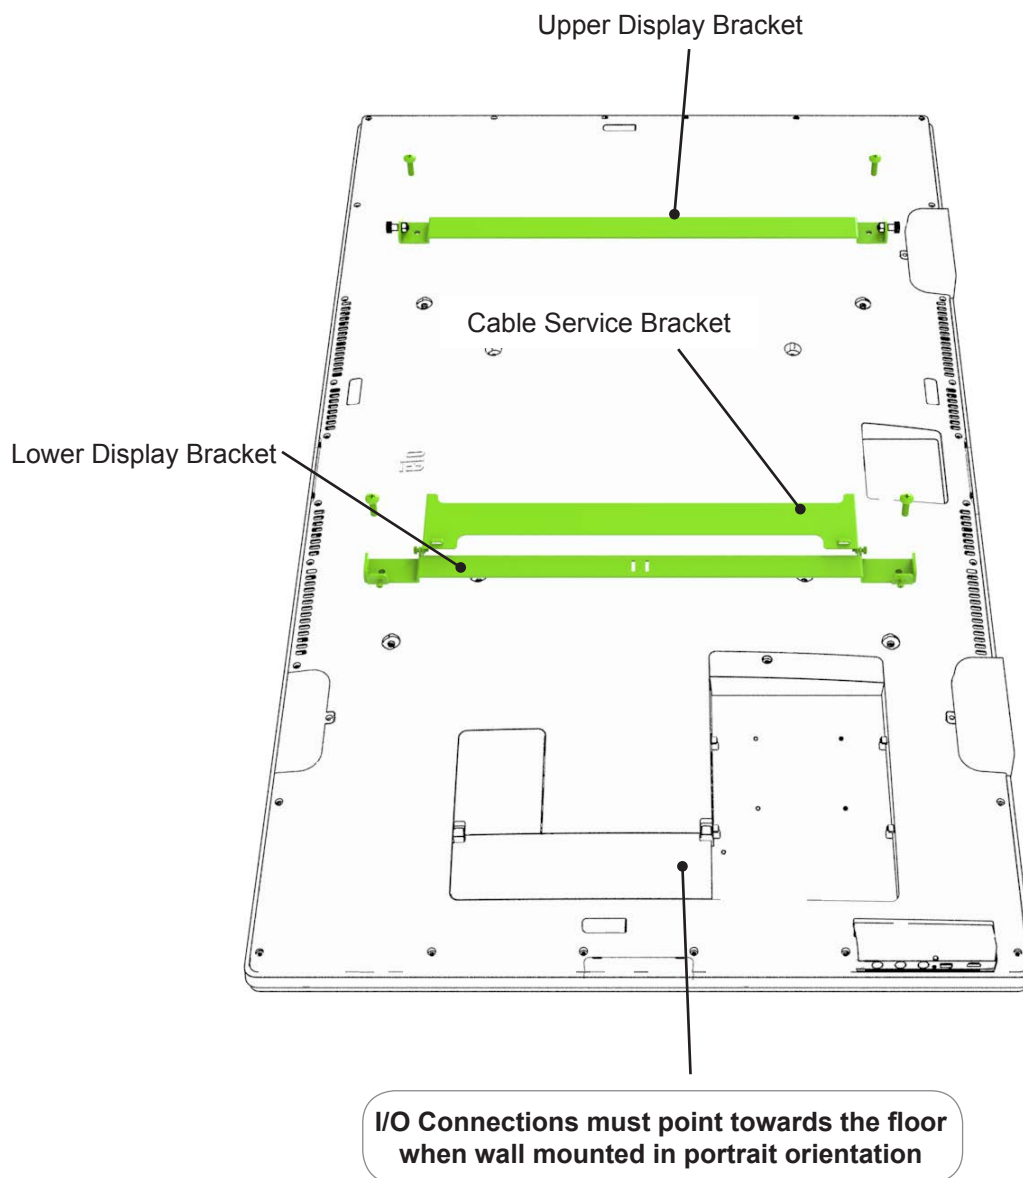 Upper Display Bracket
Cable Service Bracket
Lower Display Bracket
I/O Connections must point towards the floor
when wall mounted in portrait orientation